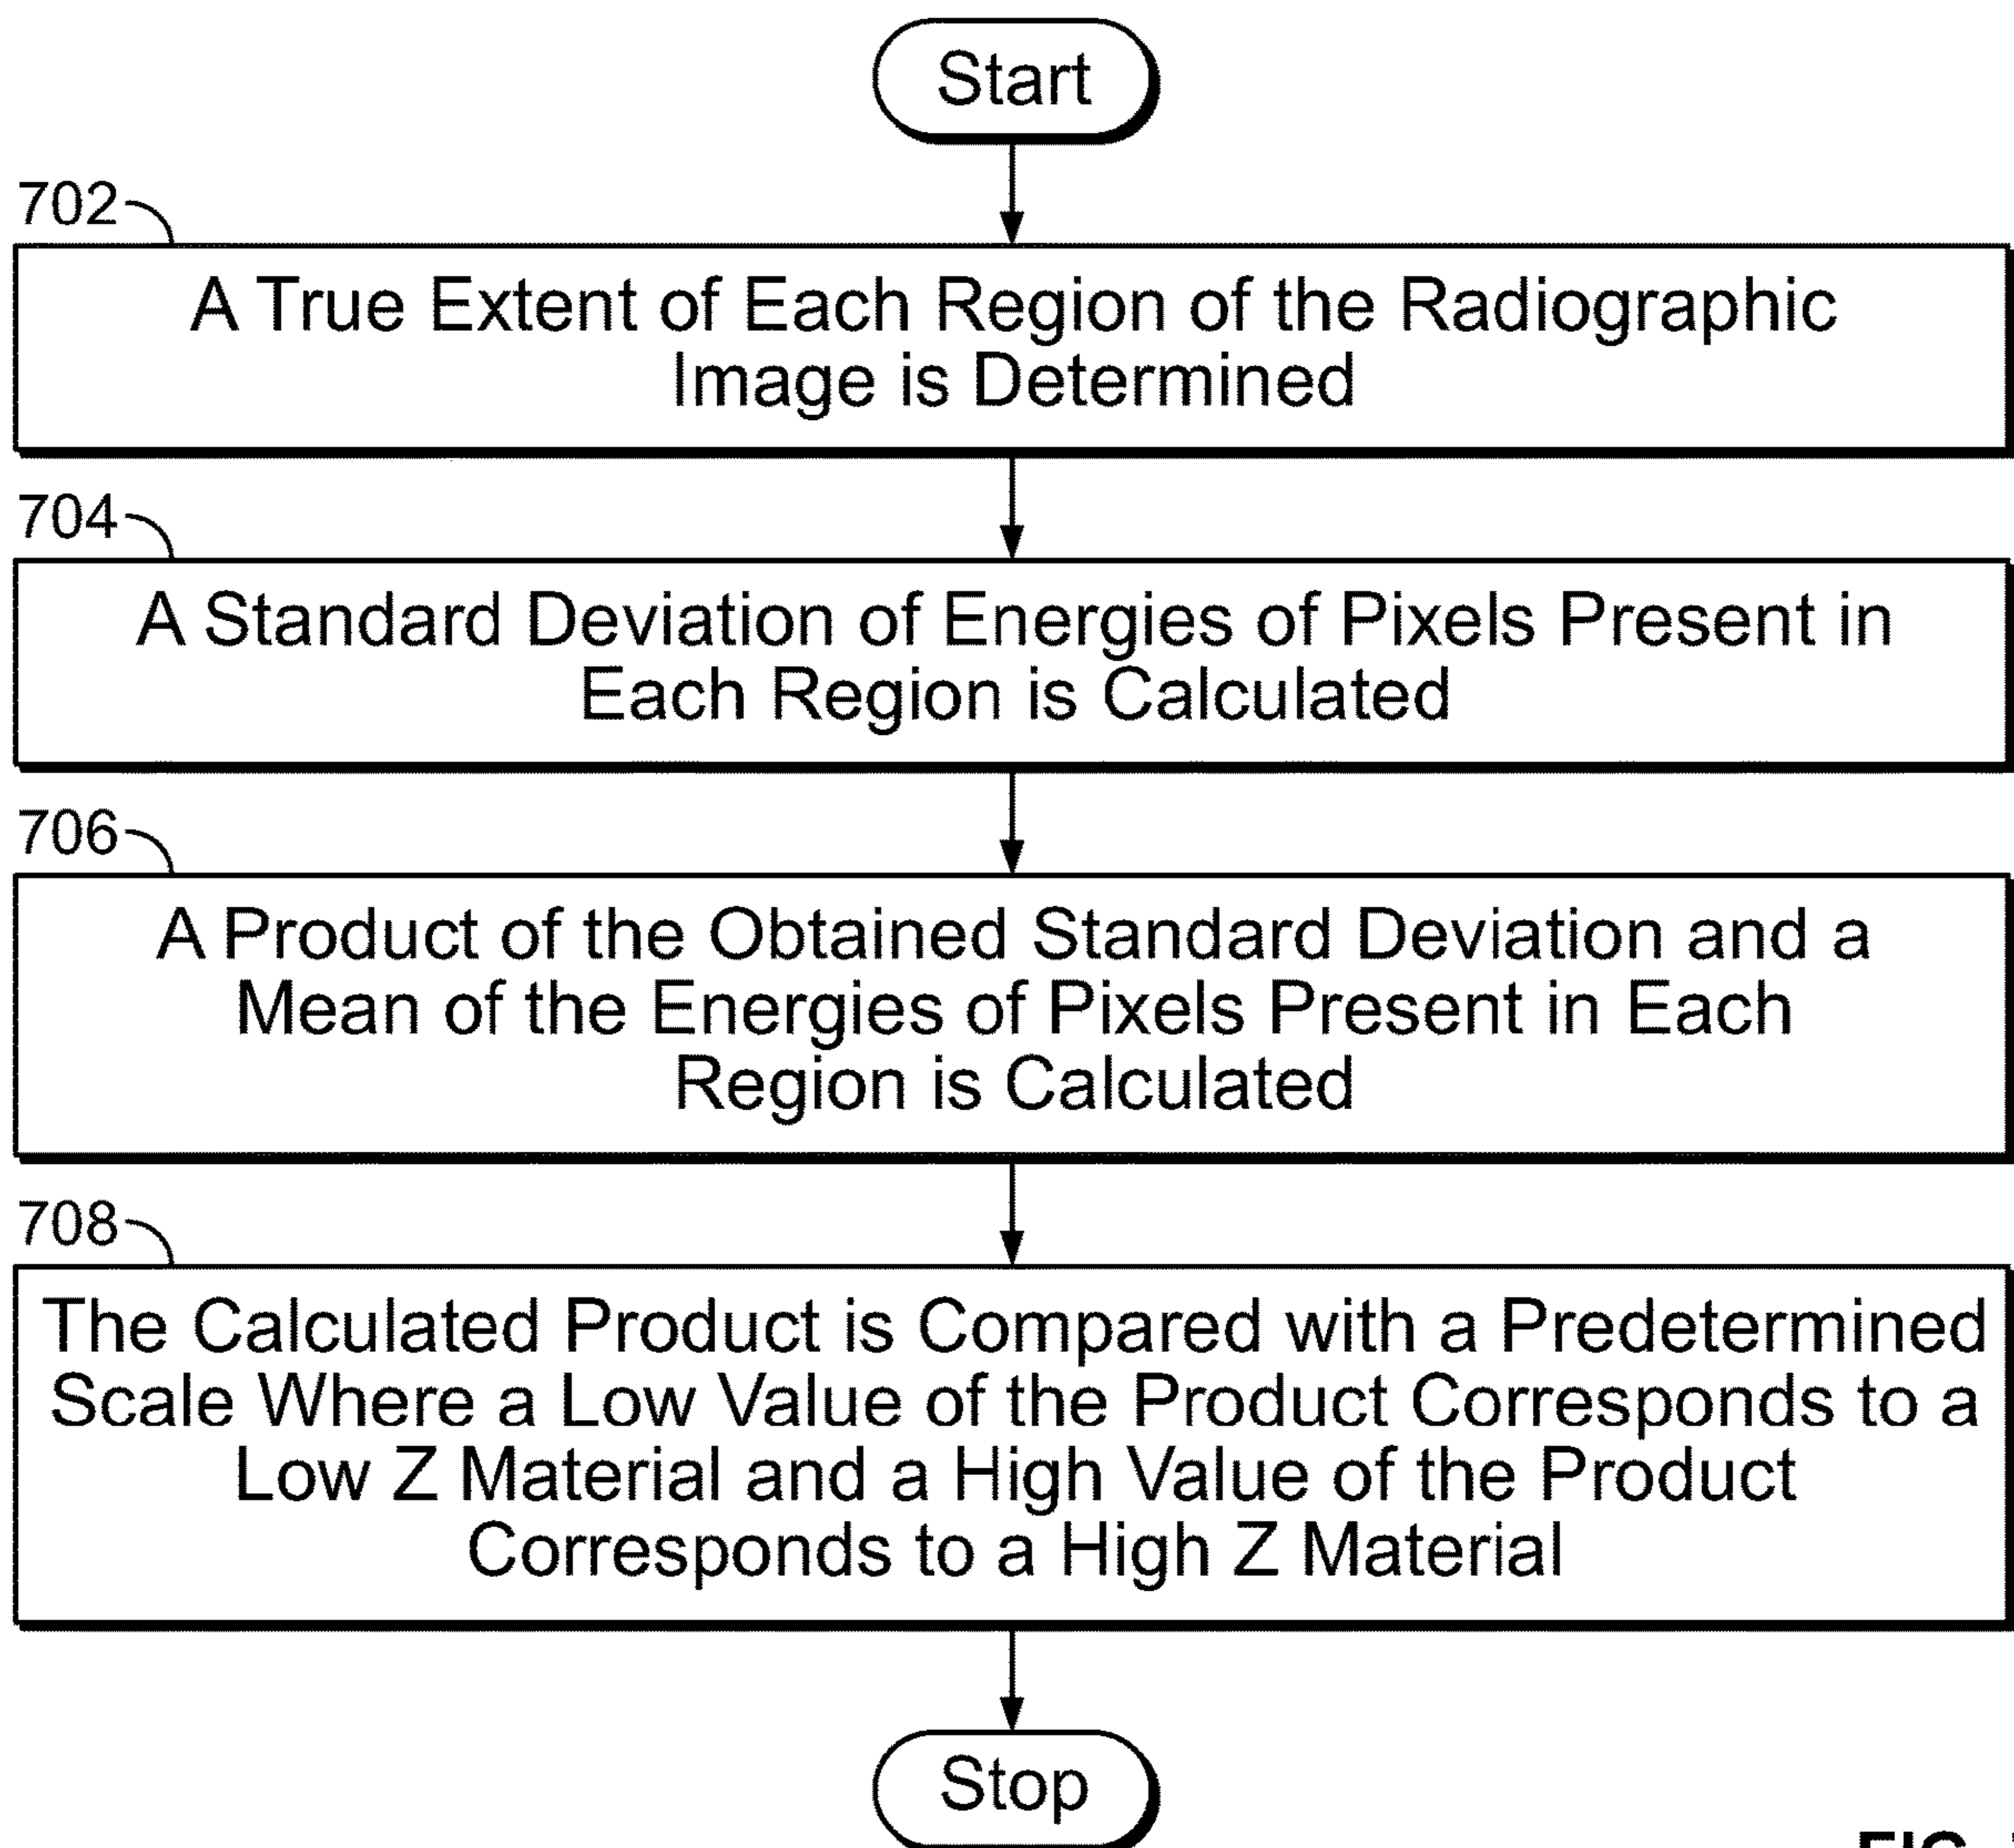 Start
702
A True Extent of Each Region of the Radiographic
Image is Determined
704
A Standard Deviation of Energies of Pixels Present in
Each Region is Calculated
706
A Product of the Obtained Standard Deviation and a
Mean of the Energies of Pixels Present in Each
Region is Calculated
708
The Calculated Product is Compared with a Predetermined
Scale Where a Low Value of the Product Corresponds to a
Low Z Material and a High Value of the Product
Corresponds to a High Z Material
Stop
FIG.